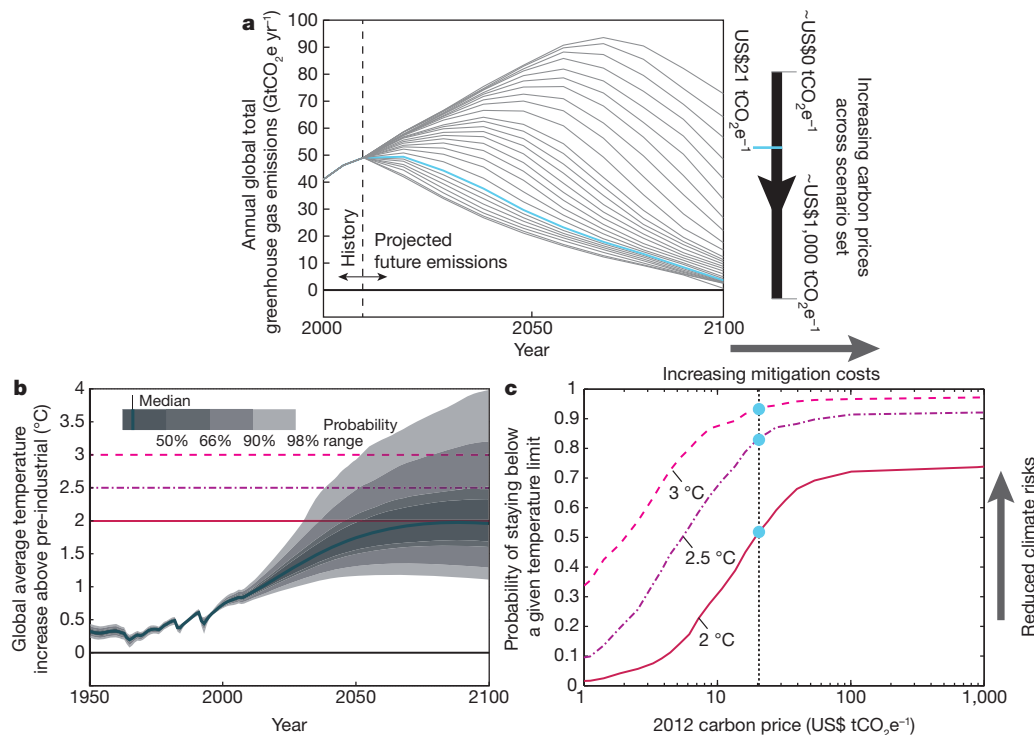 a
Annual global total
greenhouse gas emissions (GtCO₂e yr⁻¹)
100
90
80
70
60
50
40
30
20
10
0
History
Projected
future emissions
2000
2050
2100
Year
US$21 tCO₂e⁻¹
~US$0 tCO₂e⁻¹
~US$1,000 tCO₂e⁻¹
Increasing carbon prices
across scenario set
Increasing mitigation costs
b
Global average temperature
increase above pre-industrial (°C)
4
3.5
3
2.5
2
1.5
1
0.5
0
Median
50%
66%
90%
98%
Probability
range
1950
2000
2050
2100
Year
c
Probability of staying below
a given temperature limit
1
0.9
0.8
0.7
0.6
0.5
0.4
0.3
0.2
0.1
0
3 °C
2.5 °C
2 °C
1
10
100
1,000
2012 carbon price (US$ tCO₂e⁻¹)
Reduced climate risks